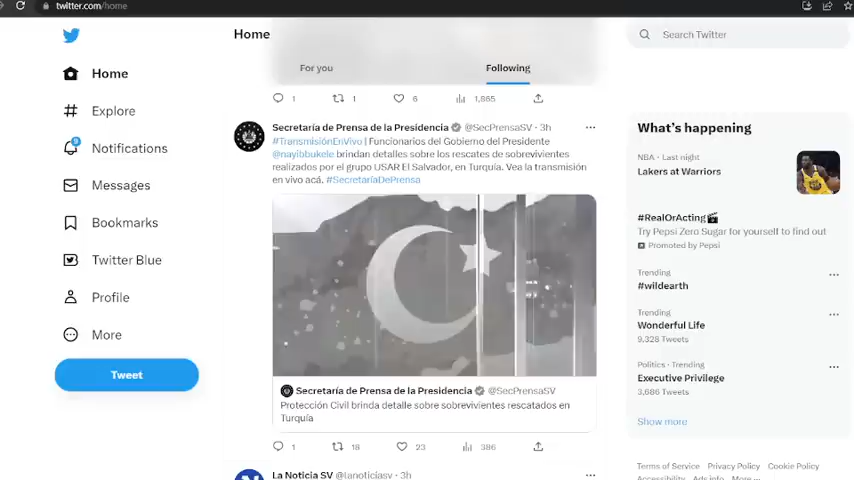 twitter.com/home
Home
Explore
9
Notifications
Messages
Bookmarks
Twitter Blue
Profile
More
Tweet
Home
For you
Following
1
1
6
1,865
Secretaría de Prensa de la Presidencia @SecPrensaSV · 3h
#TransmisiónEnVivo | Funcionarios del Gobierno del Presidente
@nayibbukele brindan detalles sobre los rescates de sobrevivientes
realizados por el grupo USAR El Salvador, en Turquía. Vea la transmisión
en vivo acá. #SecretaríaDePrensa
Secretaría de Prensa de la Presidencia @SecPrensaSV
Protección Civil brinda detalle sobre sobrevivientes rescatados en
Turquía
1
18
23
386
La Noticia SV @lanoticiasv · 3h
Search Twitter
What's happening
NBA · Last night
Lakers at Warriors
#RealOrActing
Try Pepsi Zero Sugar for yourself to find out
Promoted by Pepsi
Trending
#wildearth
Trending
Wonderful Life
9,328 Tweets
Politics · Trending
Executive Privilege
3,686 Tweets
Show more
Terms of Service Privacy Policy Cookie Policy
Accessibility Ads info More